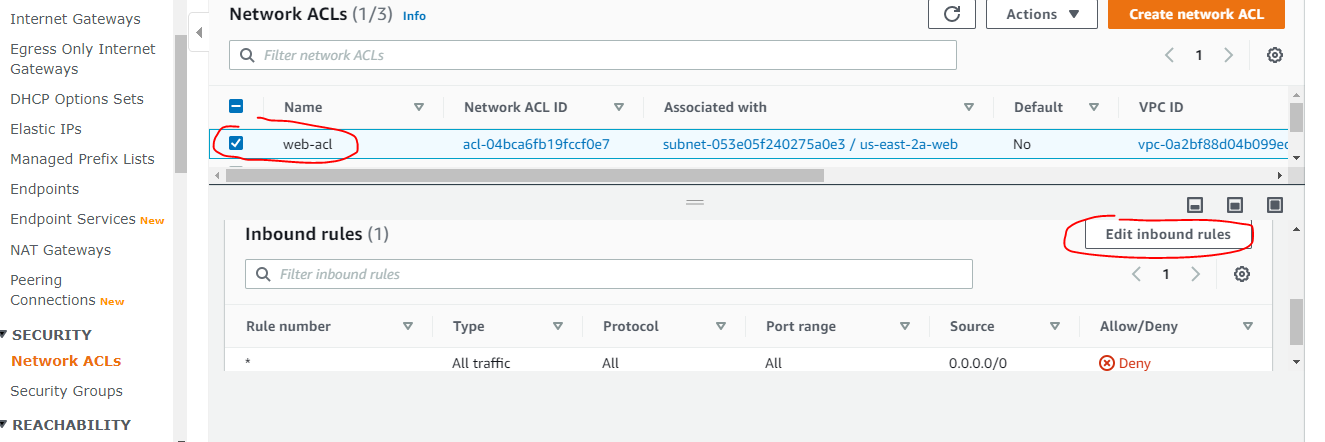 Internet Gateways
Egress Only Internet
Gateways
DHCP Options Sets
Elastic IPs
Managed Prefix Lists
Endpoints
Endpoint Services New
NAT Gateways
Peering
Connections New
SECURITY
Network ACLs
Security Groups
REACHABILITY
Network ACLs (1/3) Info
Actions
Create network ACL
Filter network ACLs
1
Name Network ACL ID Associated with Default VPC ID
web-acl acl-04bca6fb19fccf0e7 subnet-053e05f240275a0e3 / us-east-2a-web No vpc-0a2bf88d04b099ec
Inbound rules (1)
Edit inbound rules
Filter inbound rules
1
Rule number Type Protocol Port range Source Allow/Deny
* All traffic All All 0.0.0.0/0 Deny